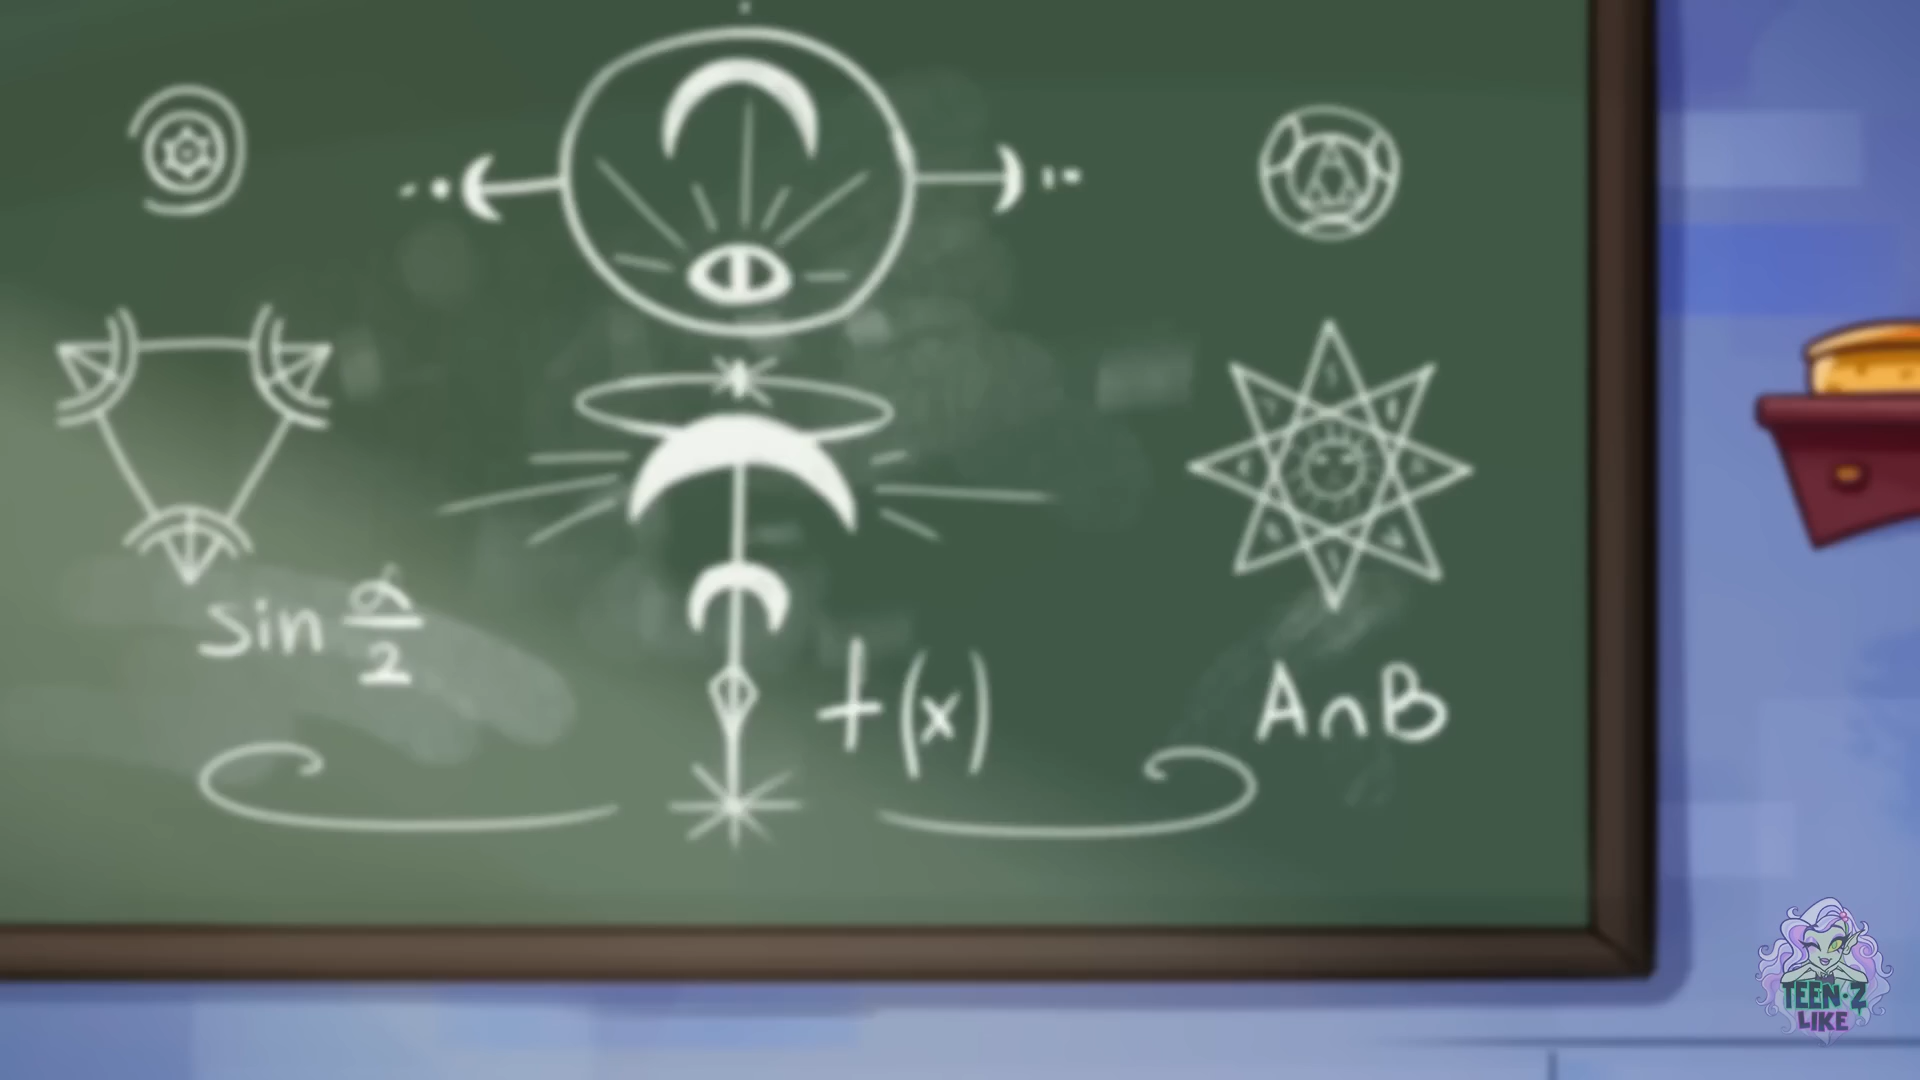 sin α/2
f(x)
A∩B
TEEN-Z
LIKE